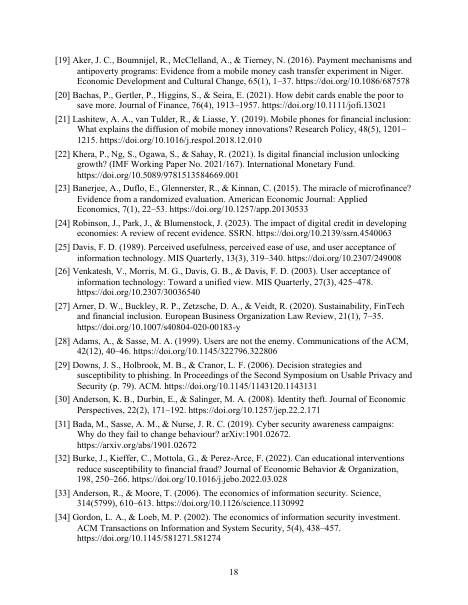 [19] Aker, J. C., Boumnijel, R., McClelland, A., & Tierney, N. (2016). Payment mechanisms and
antipoverty programs: Evidence from a mobile money cash transfer experiment in Niger.
Economic Development and Cultural Change, 65(1), 1–37. https://doi.org/10.1086/687578
[20] Bachas, P., Gertler, P., Higgins, S., & Seira, E. (2021). How debit cards enable the poor to
save more. Journal of Finance, 76(4), 1913–1957. https://doi.org/10.1111/jofi.13021
[21] Lashitew, A. A., van Tulder, R., & Liasse, Y. (2019). Mobile phones for financial inclusion:
What explains the diffusion of mobile money innovations? Research Policy, 48(5), 1201–
1215. https://doi.org/10.1016/j.respol.2018.12.010
[22] Khera, P., Ng, S., Ogawa, S., & Sahay, R. (2021). Is digital financial inclusion unlocking
growth? (IMF Working Paper No. 2021/167). International Monetary Fund.
https://doi.org/10.5089/9781513584669.001
[23] Banerjee, A., Duflo, E., Glennerster, R., & Kinnan, C. (2015). The miracle of microfinance?
Evidence from a randomized evaluation. American Economic Journal: Applied
Economics, 7(1), 22–53. https://doi.org/10.1257/app.20130533
[24] Robinson, J., Park, J., & Blumenstock, J. (2023). The impact of digital credit in developing
economies: A review of recent evidence. SSRN. https://doi.org/10.2139/ssrn.4540063
[25] Davis, F. D. (1989). Perceived usefulness, perceived ease of use, and user acceptance of
information technology. MIS Quarterly, 13(3), 319–340. https://doi.org/10.2307/249008
[26] Venkatesh, V., Morris, M. G., Davis, G. B., & Davis, F. D. (2003). User acceptance of
information technology: Toward a unified view. MIS Quarterly, 27(3), 425–478.
https://doi.org/10.2307/30036540
[27] Arner, D. W., Buckley, R. P., Zetzsche, D. A., & Veidt, R. (2020). Sustainability, FinTech
and financial inclusion. European Business Organization Law Review, 21(1), 7–35.
https://doi.org/10.1007/s40804-020-00183-y
[28] Adams, A., & Sasse, M. A. (1999). Users are not the enemy. Communications of the ACM,
42(12), 40–46. https://doi.org/10.1145/322796.322806
[29] Downs, J. S., Holbrook, M. B., & Cranor, L. F. (2006). Decision strategies and
susceptibility to phishing. In Proceedings of the Second Symposium on Usable Privacy and
Security (p. 79). ACM. https://doi.org/10.1145/1143120.1143131
[30] Anderson, K. B., Durbin, E., & Salinger, M. A. (2008). Identity theft. Journal of Economic
Perspectives, 22(2), 171–192. https://doi.org/10.1257/jep.22.2.171
[31] Bada, M., Sasse, A. M., & Nurse, J. R. C. (2019). Cyber security awareness campaigns:
Why do they fail to change behaviour? arXiv:1901.02672.
https://arxiv.org/abs/1901.02672
[32] Burke, J., Kieffer, C., Mottola, G., & Perez-Arce, F. (2022). Can educational interventions
reduce susceptibility to financial fraud? Journal of Economic Behavior & Organization,
198, 250–266. https://doi.org/10.1016/j.jebo.2022.03.028
[33] Anderson, R., & Moore, T. (2006). The economics of information security. Science,
314(5799), 610–613. https://doi.org/10.1126/science.1130992
[34] Gordon, L. A., & Loeb, M. P. (2002). The economics of information security investment.
ACM Transactions on Information and System Security, 5(4), 438–457.
https://doi.org/10.1145/581271.581274
18